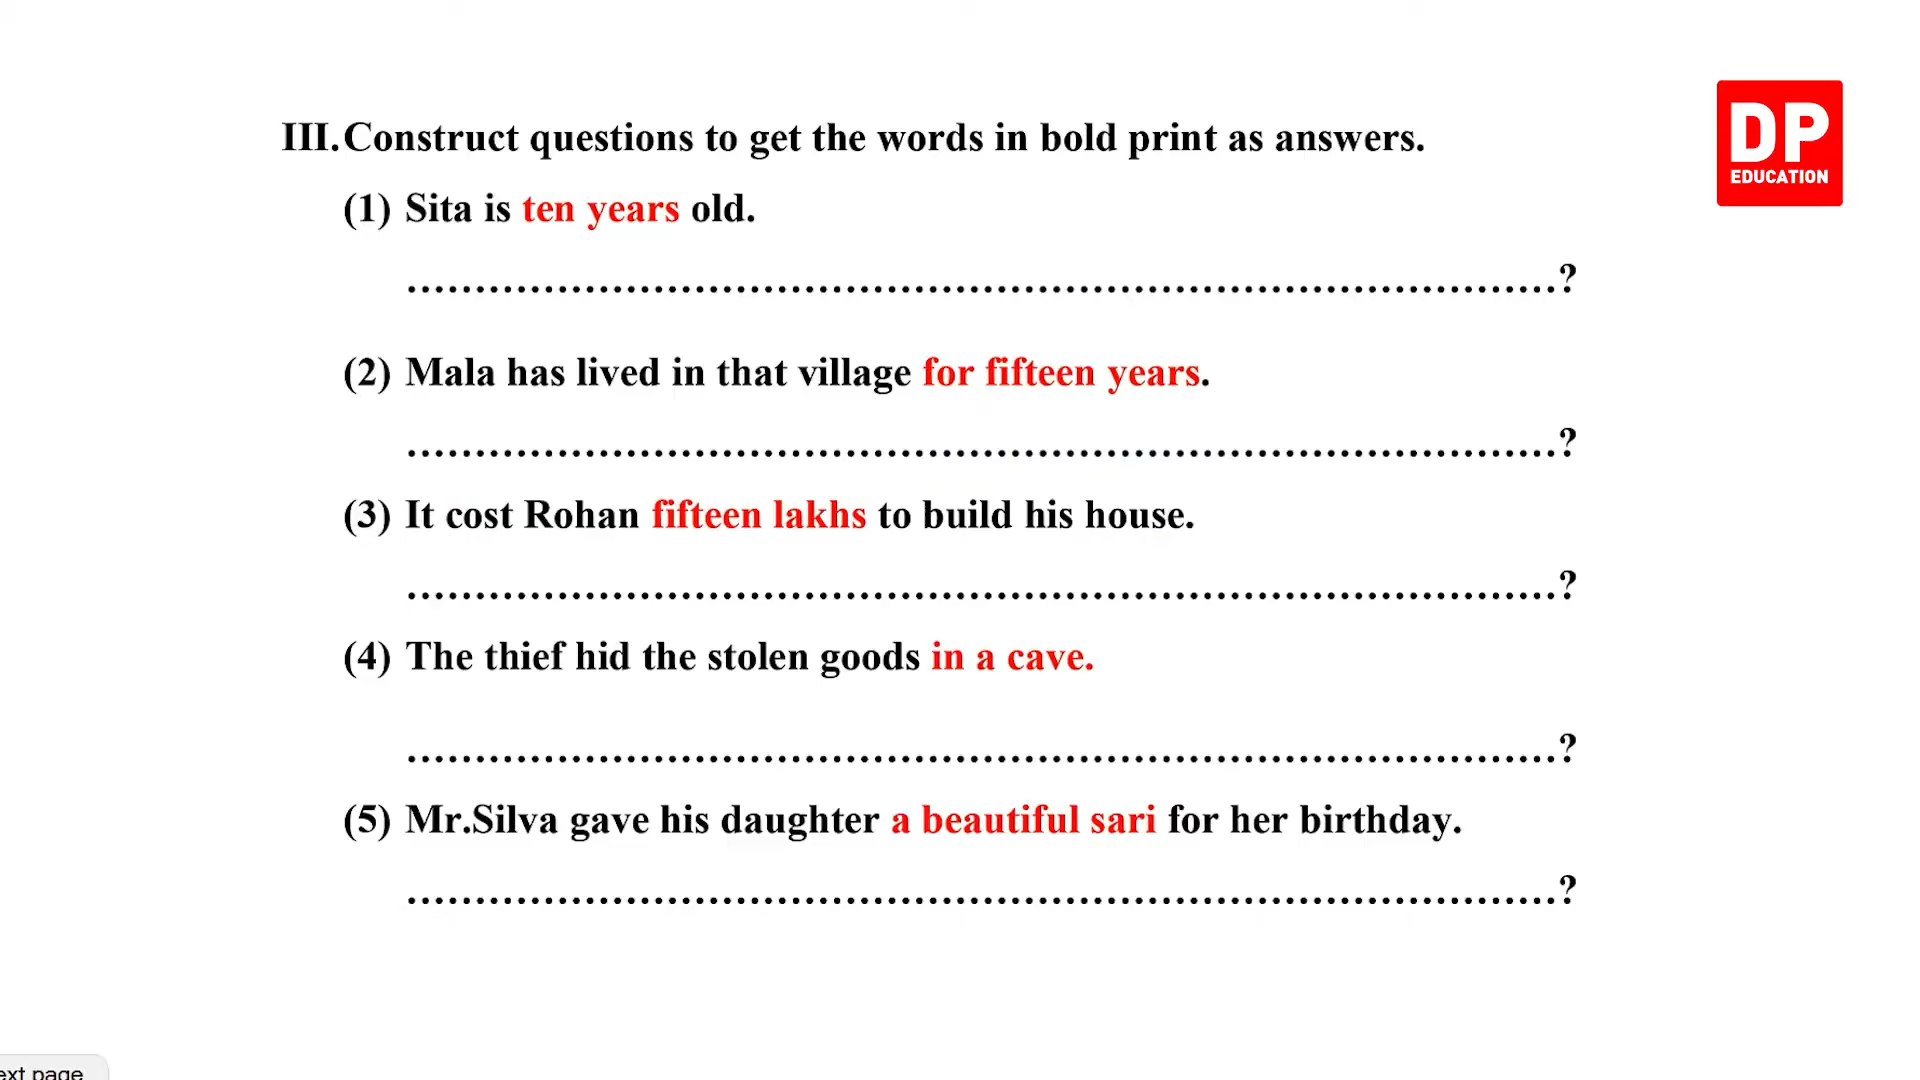 DP
EDUCATION
III.Construct questions to get the words in bold print as answers.
(1) Sita is ten years old.
....................................................................................?
(2) Mala has lived in that village for fifteen years.
....................................................................................?
(3) It cost Rohan fifteen lakhs to build his house.
....................................................................................?
(4) The thief hid the stolen goods in a cave.
....................................................................................?
(5) Mr.Silva gave his daughter a beautiful sari for her birthday.
....................................................................................?
ext page